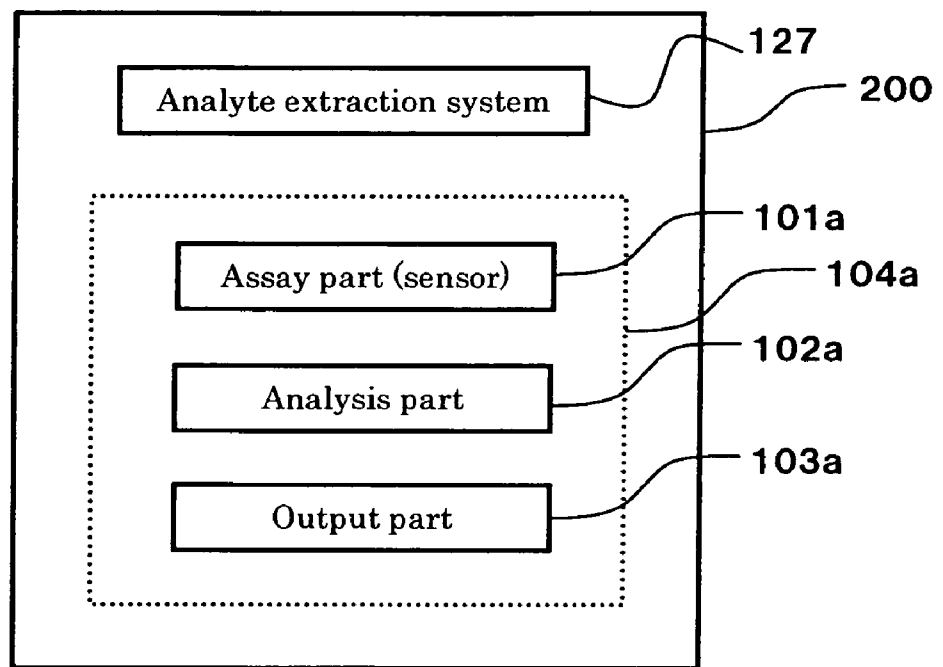 127
Analyte extraction system
200
101a
Assay part (sensor)
104a
102a
Analysis part
103a
Output part